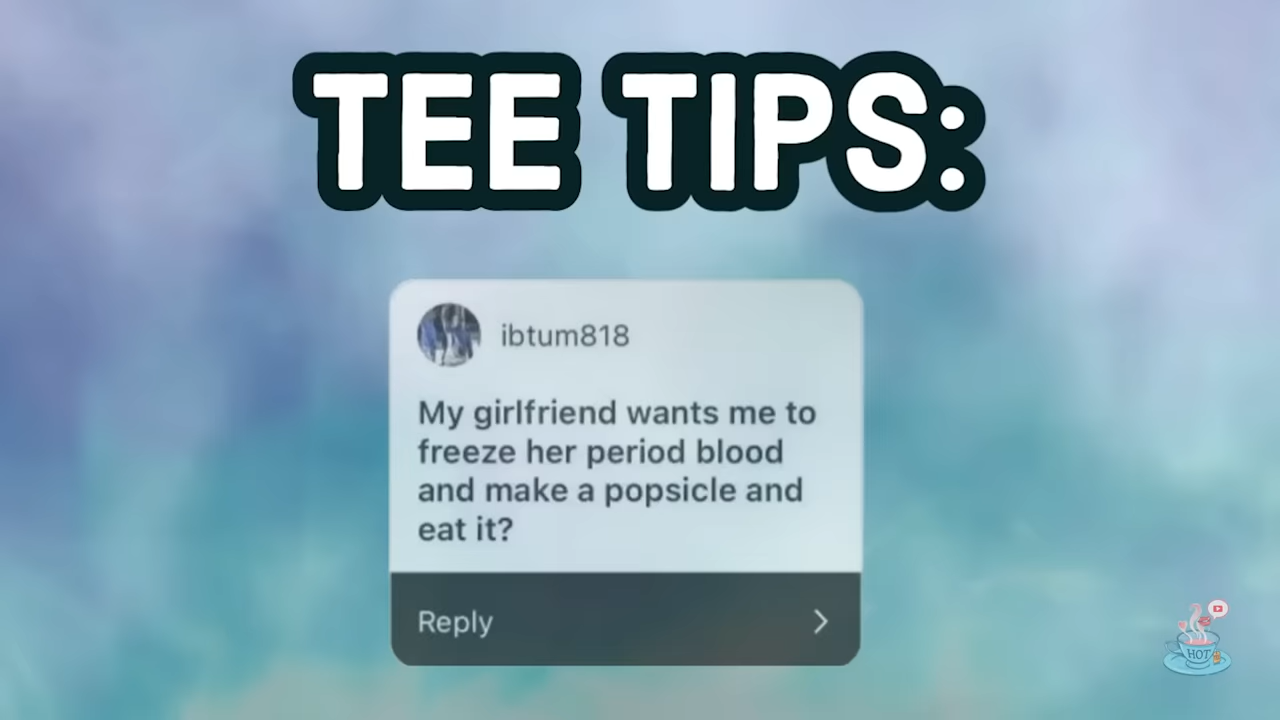 TEE TIPS:
ibtum818
My girlfriend wants me to
freeze her period blood
and make a popsicle and
eat it?
Reply
HOT